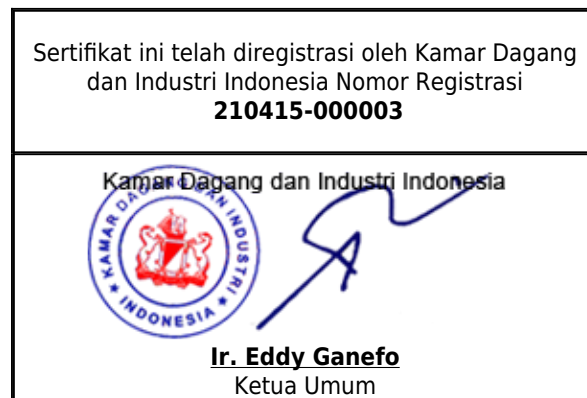 Sertifikat ini telah diregistrasi oleh Kamar Dagang
dan Industri Indonesia Nomor Registrasi
210415-000003
Kamar Dagang dan Industri Indonesia
KAMAR DAGANG DAN INDUSTRI
INDONESIA
Ir. Eddy Ganefo
Ketua Umum